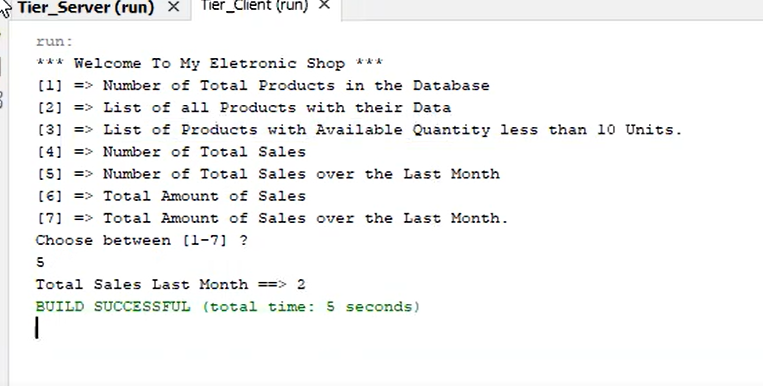 Tier_Server (run) × Tier_Client (run) ×
run:
*** Welcome To My Eletronic Shop ***
[1] => Number of Total Products in the Database
[2] => List of all Products with their Data
[3] => List of Products with Available Quantity less than 10 Units.
[4] => Number of Total Sales
[5] => Number of Total Sales over the Last Month
[6] => Total Amount of Sales
[7] => Total Amount of Sales over the Last Month.
Choose between [1-7] ?
5
Total Sales Last Month ==> 2
BUILD SUCCESSFUL (total time: 5 seconds)